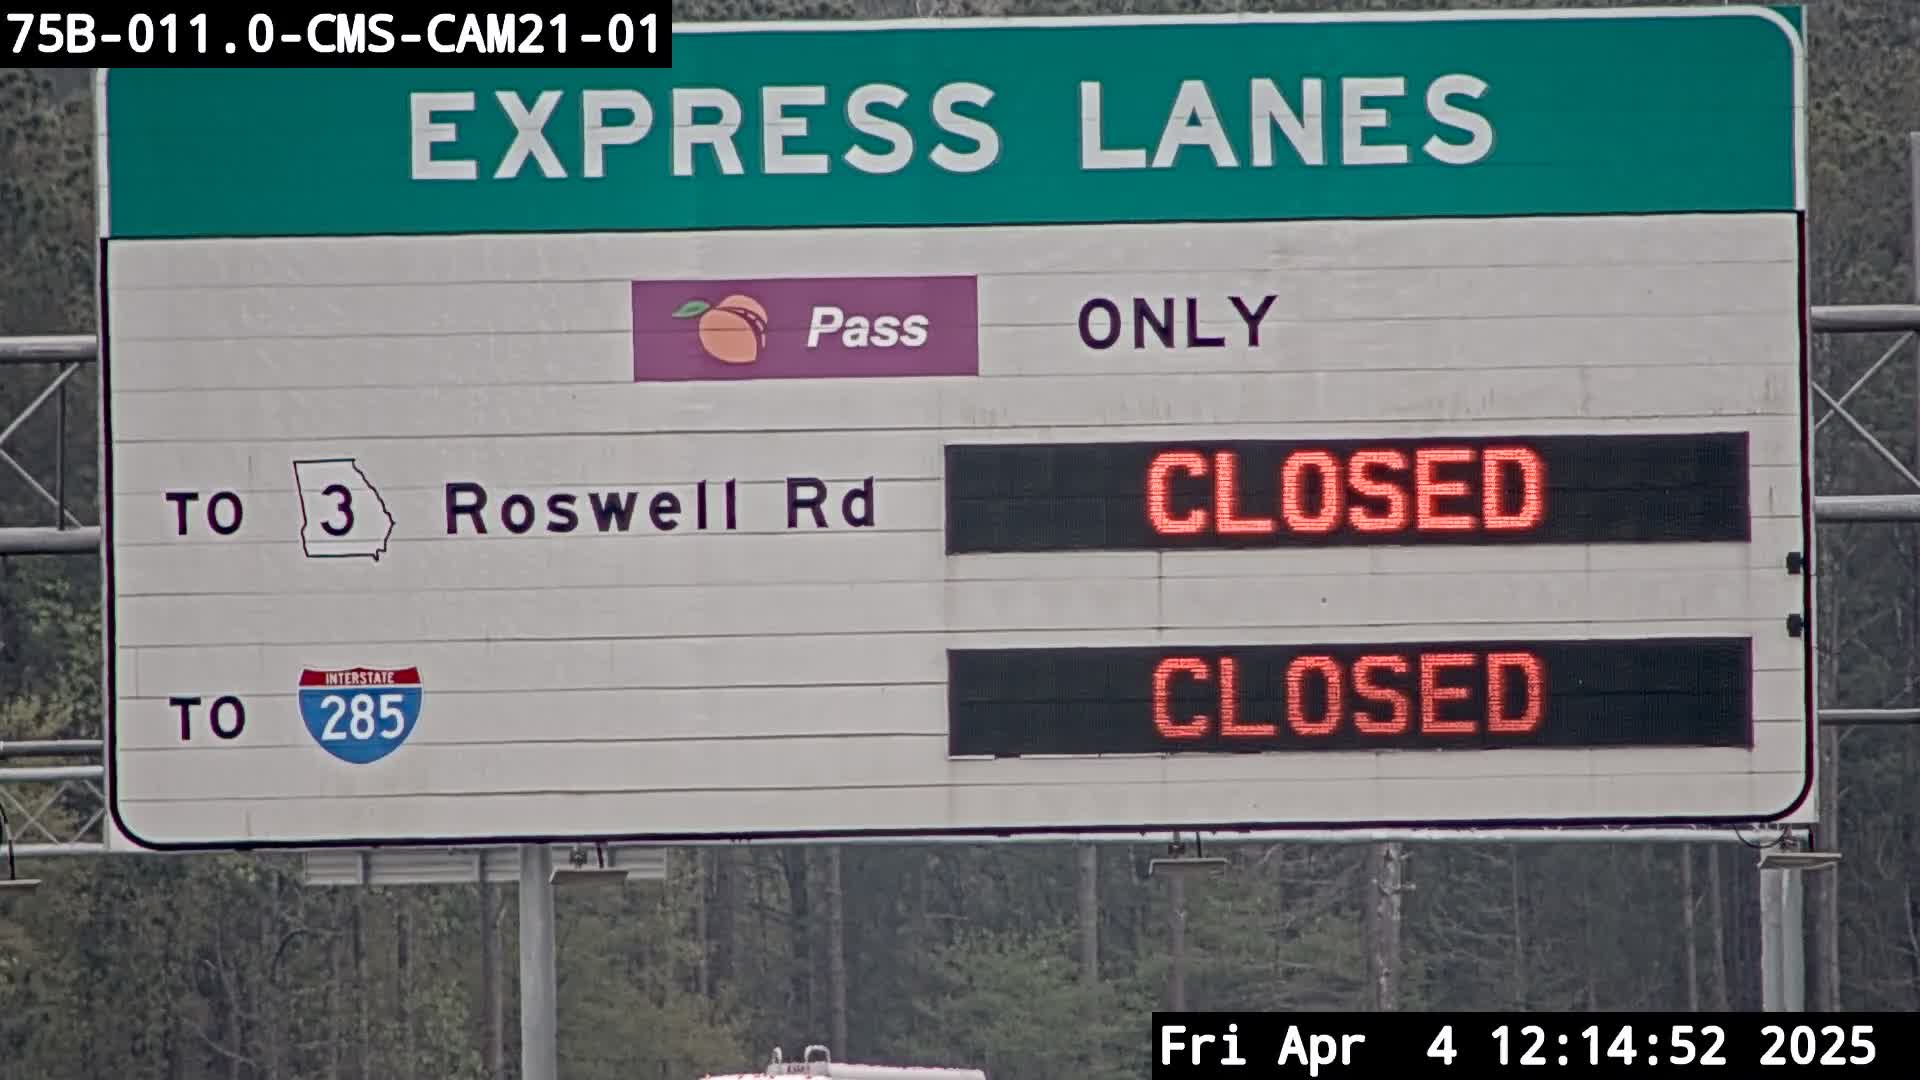 75B-011.0-CMS-CAM21-01
EXPRESS LANES
Pass ONLY
TO 3 Roswell Rd CLOSED
INTERSTATE
TO 285 CLOSED
Fri Apr 4 12:14:52 2025